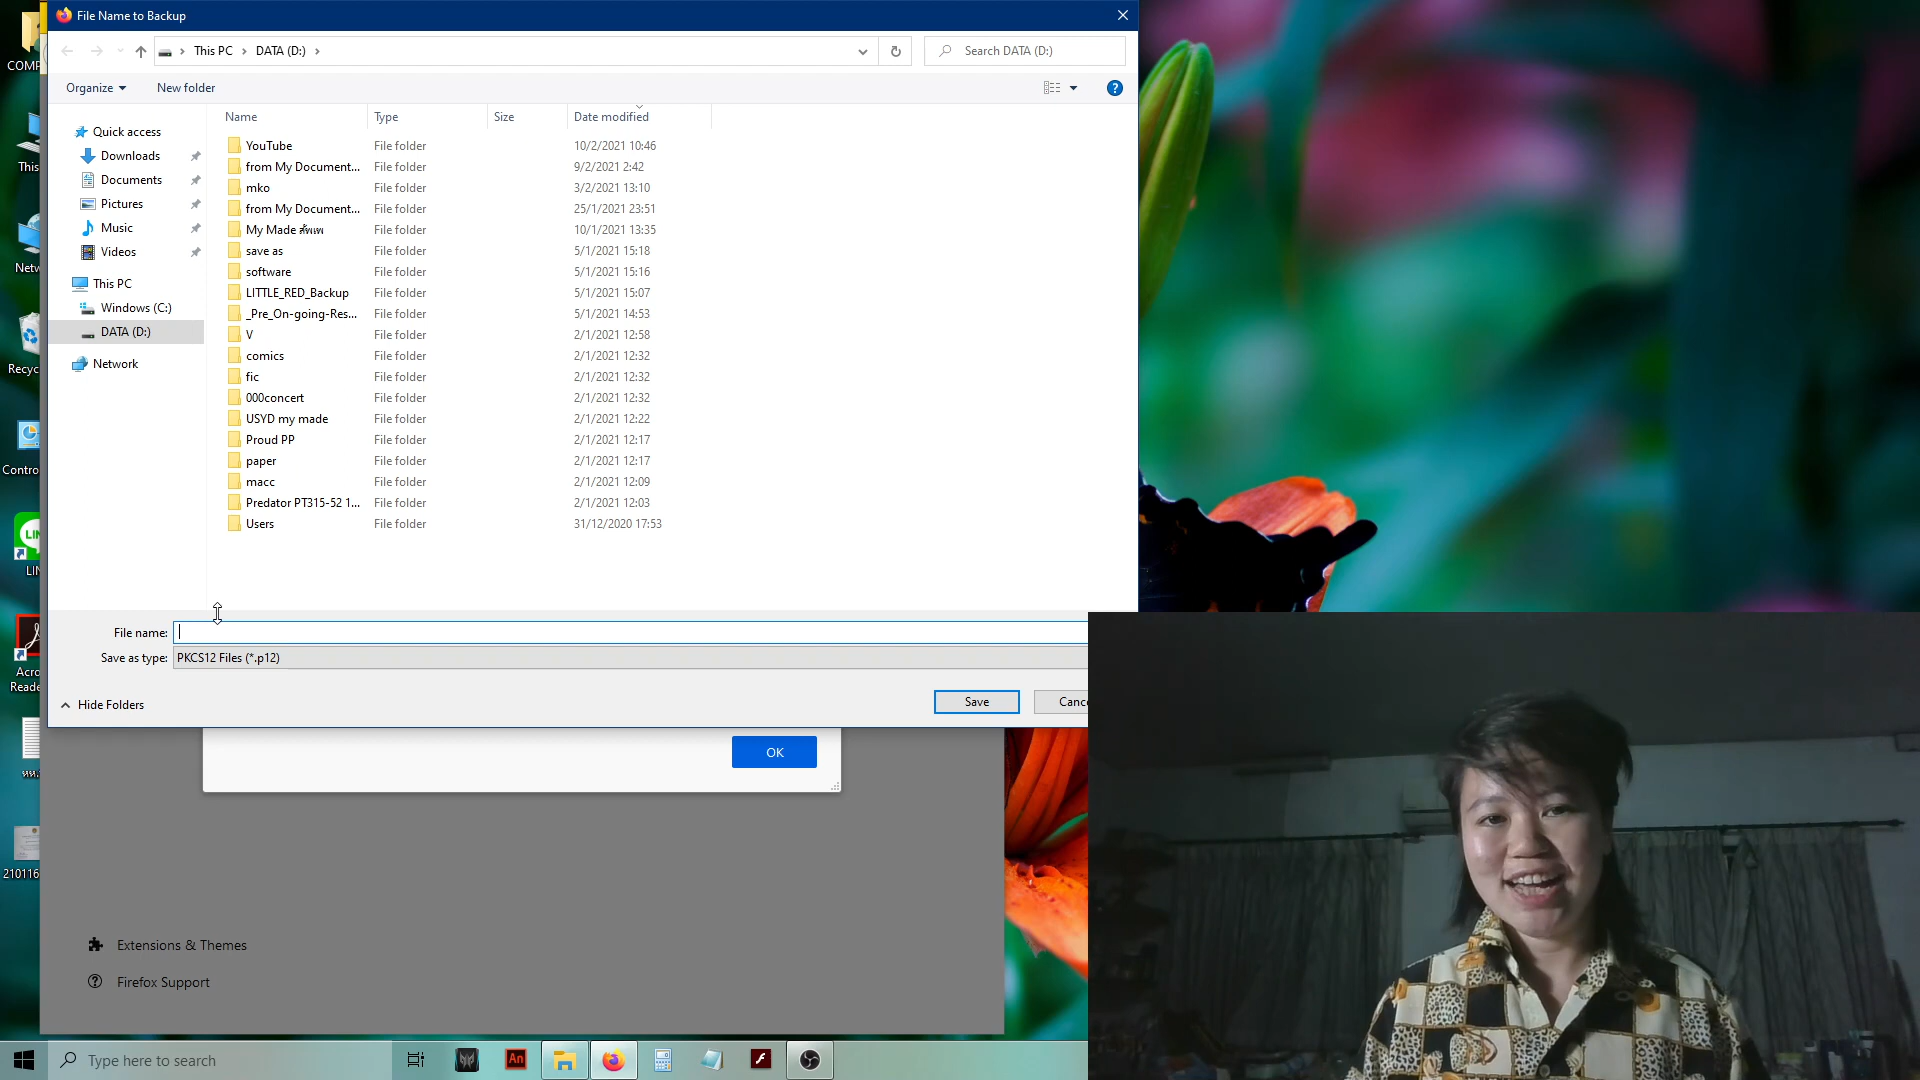 File Name to Backup
This PC
DATA (D:)
Search DATA (D:)
Organize
New folder
Name
Type
Size
Date modified
Quick access
Downloads
Documents
Pictures
Music
Videos
This PC
Windows (C:)
DATA (D:)
Network
YouTube File folder 10/2/2021 10:46
from My Document... File folder 9/2/2021 2:42
mko File folder 3/2/2021 13:10
from My Document... File folder 25/1/2021 23:51
My Made File folder 10/1/2021 13:35
save as File folder 5/1/2021 15:18
software File folder 5/1/2021 15:16
LITTLE_RED_Backup File folder 5/1/2021 15:07
_Pre_On-going-Res... File folder 5/1/2021 14:53
V File folder 2/1/2021 12:58
comics File folder 2/1/2021 12:32
fic File folder 2/1/2021 12:32
000concert File folder 2/1/2021 12:32
USYD my made File folder 2/1/2021 12:22
Proud PP File folder 2/1/2021 12:17
paper File folder 2/1/2021 12:17
macc File folder 2/1/2021 12:09
Predator PT315-52 1... File folder 2/1/2021 12:03
Users File folder 31/12/2020 17:53
File name:
Save as type: PKCS12 Files (*.p12)
Hide Folders
Save
Canc
OK
Extensions & Themes
Firefox Support
COMP
This
Netw
Recyc
Contro
LIN
Acro
Reade
210116
Type here to search
An